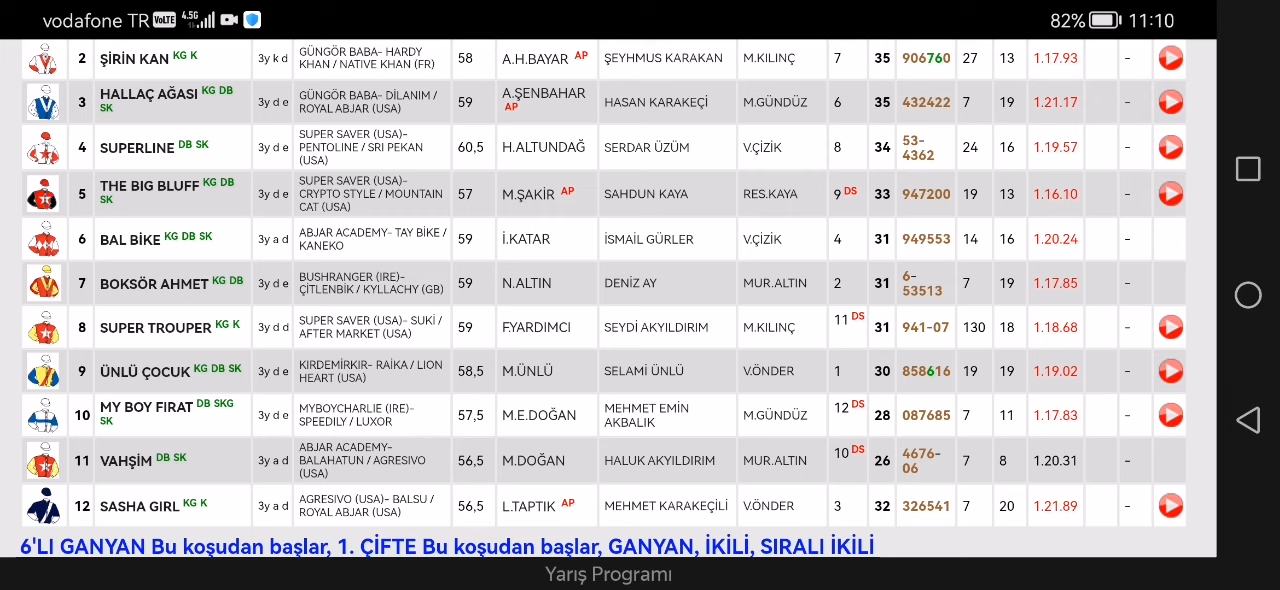 vodafone TR VoLTE 4.5G 82% 11:10
2 ŞİRİN KAN KG K 3y k d GÜNGÖR BABA- HARDY KHAN / NATIVE KHAN (FR) 58 A.H.BAYAR AP ŞEYHMUS KARAKAN M.KILINÇ 7 35 906760 27 13 1.17.93 -
3 HALLAÇ AĞASI KG DB SK 3y d e GÜNGÖR BABA- DİLANIM / ROYAL ABJAR (USA) 59 A.ŞENBAHAR AP HASAN KARAKEÇİ M.GÜNDÜZ 6 35 432422 7 19 1.21.17 -
4 SUPERLINE DB SK 3y d e SUPER SAVER (USA)- PENTOLINE / SRI PEKAN (USA) 60,5 H.ALTUNDAĞ SERDAR ÜZÜM V.ÇİZİK 8 34 53-4362 24 16 1.19.57 -
5 THE BIG BLUFF KG DB SK 3y d e SUPER SAVER (USA)- CRYPTO STYLE / MOUNTAIN CAT (USA) 57 M.ŞAKİR AP SAHDUN KAYA RES.KAYA 9 DS 33 947200 19 13 1.16.10 -
6 BAL BİKE KG DB SK 3y a d ABJAR ACADEMY- TAY BİKE / KANEKO 59 İ.KATAR İSMAİL GÜRLER V.ÇİZİK 4 31 949553 14 16 1.20.24 -
7 BOKSÖR AHMET KG DB 3y d e BUSHRANGER (IRE)- ÇİTLENBİK / KYLLACHY (GB) 59 N.ALTIN DENİZ AY MUR.ALTIN 2 31 6-53513 7 19 1.17.85 -
8 SUPER TROUPER KG K 3y d d SUPER SAVER (USA)- SUKİ / AFTER MARKET (USA) 59 F.YARDIMCI SEYDİ AKYILDIRIM M.KILINÇ 11 DS 31 941-07 130 18 1.18.68 -
9 ÜNLÜ ÇOCUK KG DB SK 3y d e KIRDEMİRKIR- RAİKA / LION HEART (USA) 58,5 M.ÜNLÜ SELAMİ ÜNLÜ V.ÖNDER 1 30 858616 19 19 1.19.02 -
10 MY BOY FIRAT DB SKG SK 3y d e MYBOYCHARLIE (IRE)- SPEEDILY / LUXOR 57,5 M.E.DOĞAN MEHMET EMİN AKBALIK M.GÜNDÜZ 12 DS 28 087685 7 11 1.17.83 -
11 VAHŞİM DB SK 3y a d ABJAR ACADEMY- BALAHATUN / AGRESIVO (USA) 56,5 M.DOĞAN HALUK AKYILDIRIM MUR.ALTIN 10 DS 26 4676-06 7 8 1.20.31 -
12 SASHA GIRL KG K 3y a d AGRESIVO (USA)- BALSU / ROYAL ABJAR (USA) 56,5 L.TAPTIK AP MEHMET KARAKEÇİLİ V.ÖNDER 3 32 326541 7 20 1.21.89 -
6'LI GANYAN Bu koşudan başlar, 1. ÇİFTE Bu koşudan başlar, GANYAN, İKİLİ, SIRALI İKİLİ
Yarış Programı